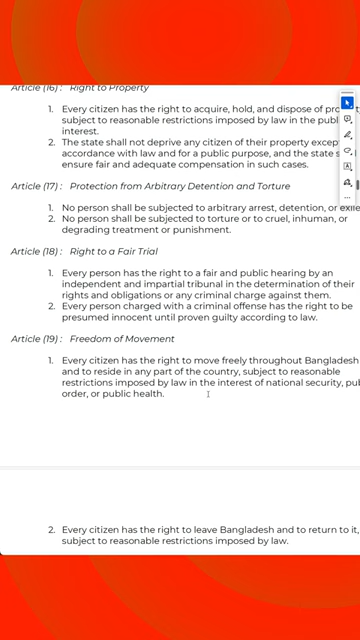 Article (16) : Right to Property
1. Every citizen has the right to acquire, hold, and dispose of
subject to reasonable restrictions imposed by law in the
interest.
2. The state shall not deprive any citizen of their property except
accordance with law and for a public purpose, and the state
ensure fair and adequate compensation in such cases.
Article (17) : Protection from Arbitrary Detention and Torture
1. No person shall be subjected to arbitrary arrest, detention, or exile
2. No person shall be subjected to torture or to cruel, inhuman, or
degrading treatment or punishment.
Article (18) : Right to a Fair Trial
1. Every person has the right to a fair and public hearing by an
independent and impartial tribunal in the determination of their
rights and obligations or any criminal charge against them.
2. Every person charged with a criminal offense has the right to be
presumed innocent until proven guilty according to law.
Article (19) : Freedom of Movement
1. Every citizen has the right to move freely throughout Bangladesh
and to reside in any part of the country, subject to reasonable
restrictions imposed by law in the interest of national security,
order, or public health.
2. Every citizen has the right to leave Bangladesh and to return to it,
subject to reasonable restrictions imposed by law.